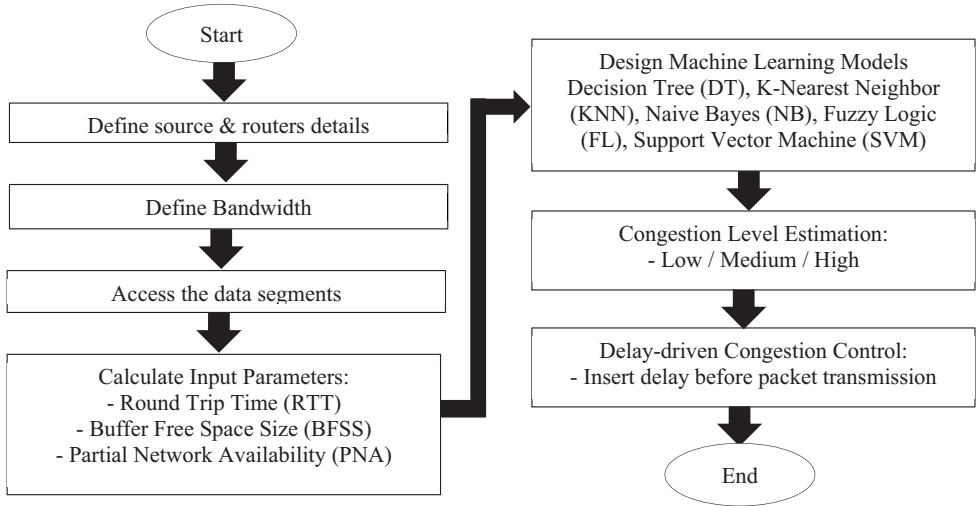 Start
Define source & routers details
Define Bandwidth
Access the data segments
Calculate Input Parameters:
- Round Trip Time (RTT)
- Buffer Free Space Size (BFSS)
- Partial Network Availability (PNA)
Design Machine Learning Models
Decision Tree (DT), K-Nearest Neighbor
(KNN), Naive Bayes (NB), Fuzzy Logic
(FL), Support Vector Machine (SVM)
Congestion Level Estimation:
- Low / Medium / High
Delay-driven Congestion Control:
- Insert delay before packet transmission
End